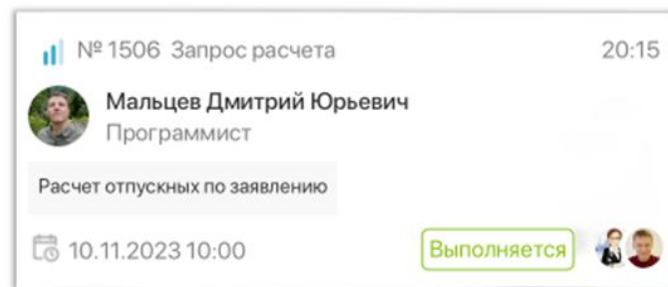 № 1506 Запрос расчета 20:15
Мальцев Дмитрий Юрьевич
Программист
Расчет отпускных по заявлению
10.11.2023 10:00 Выполняется